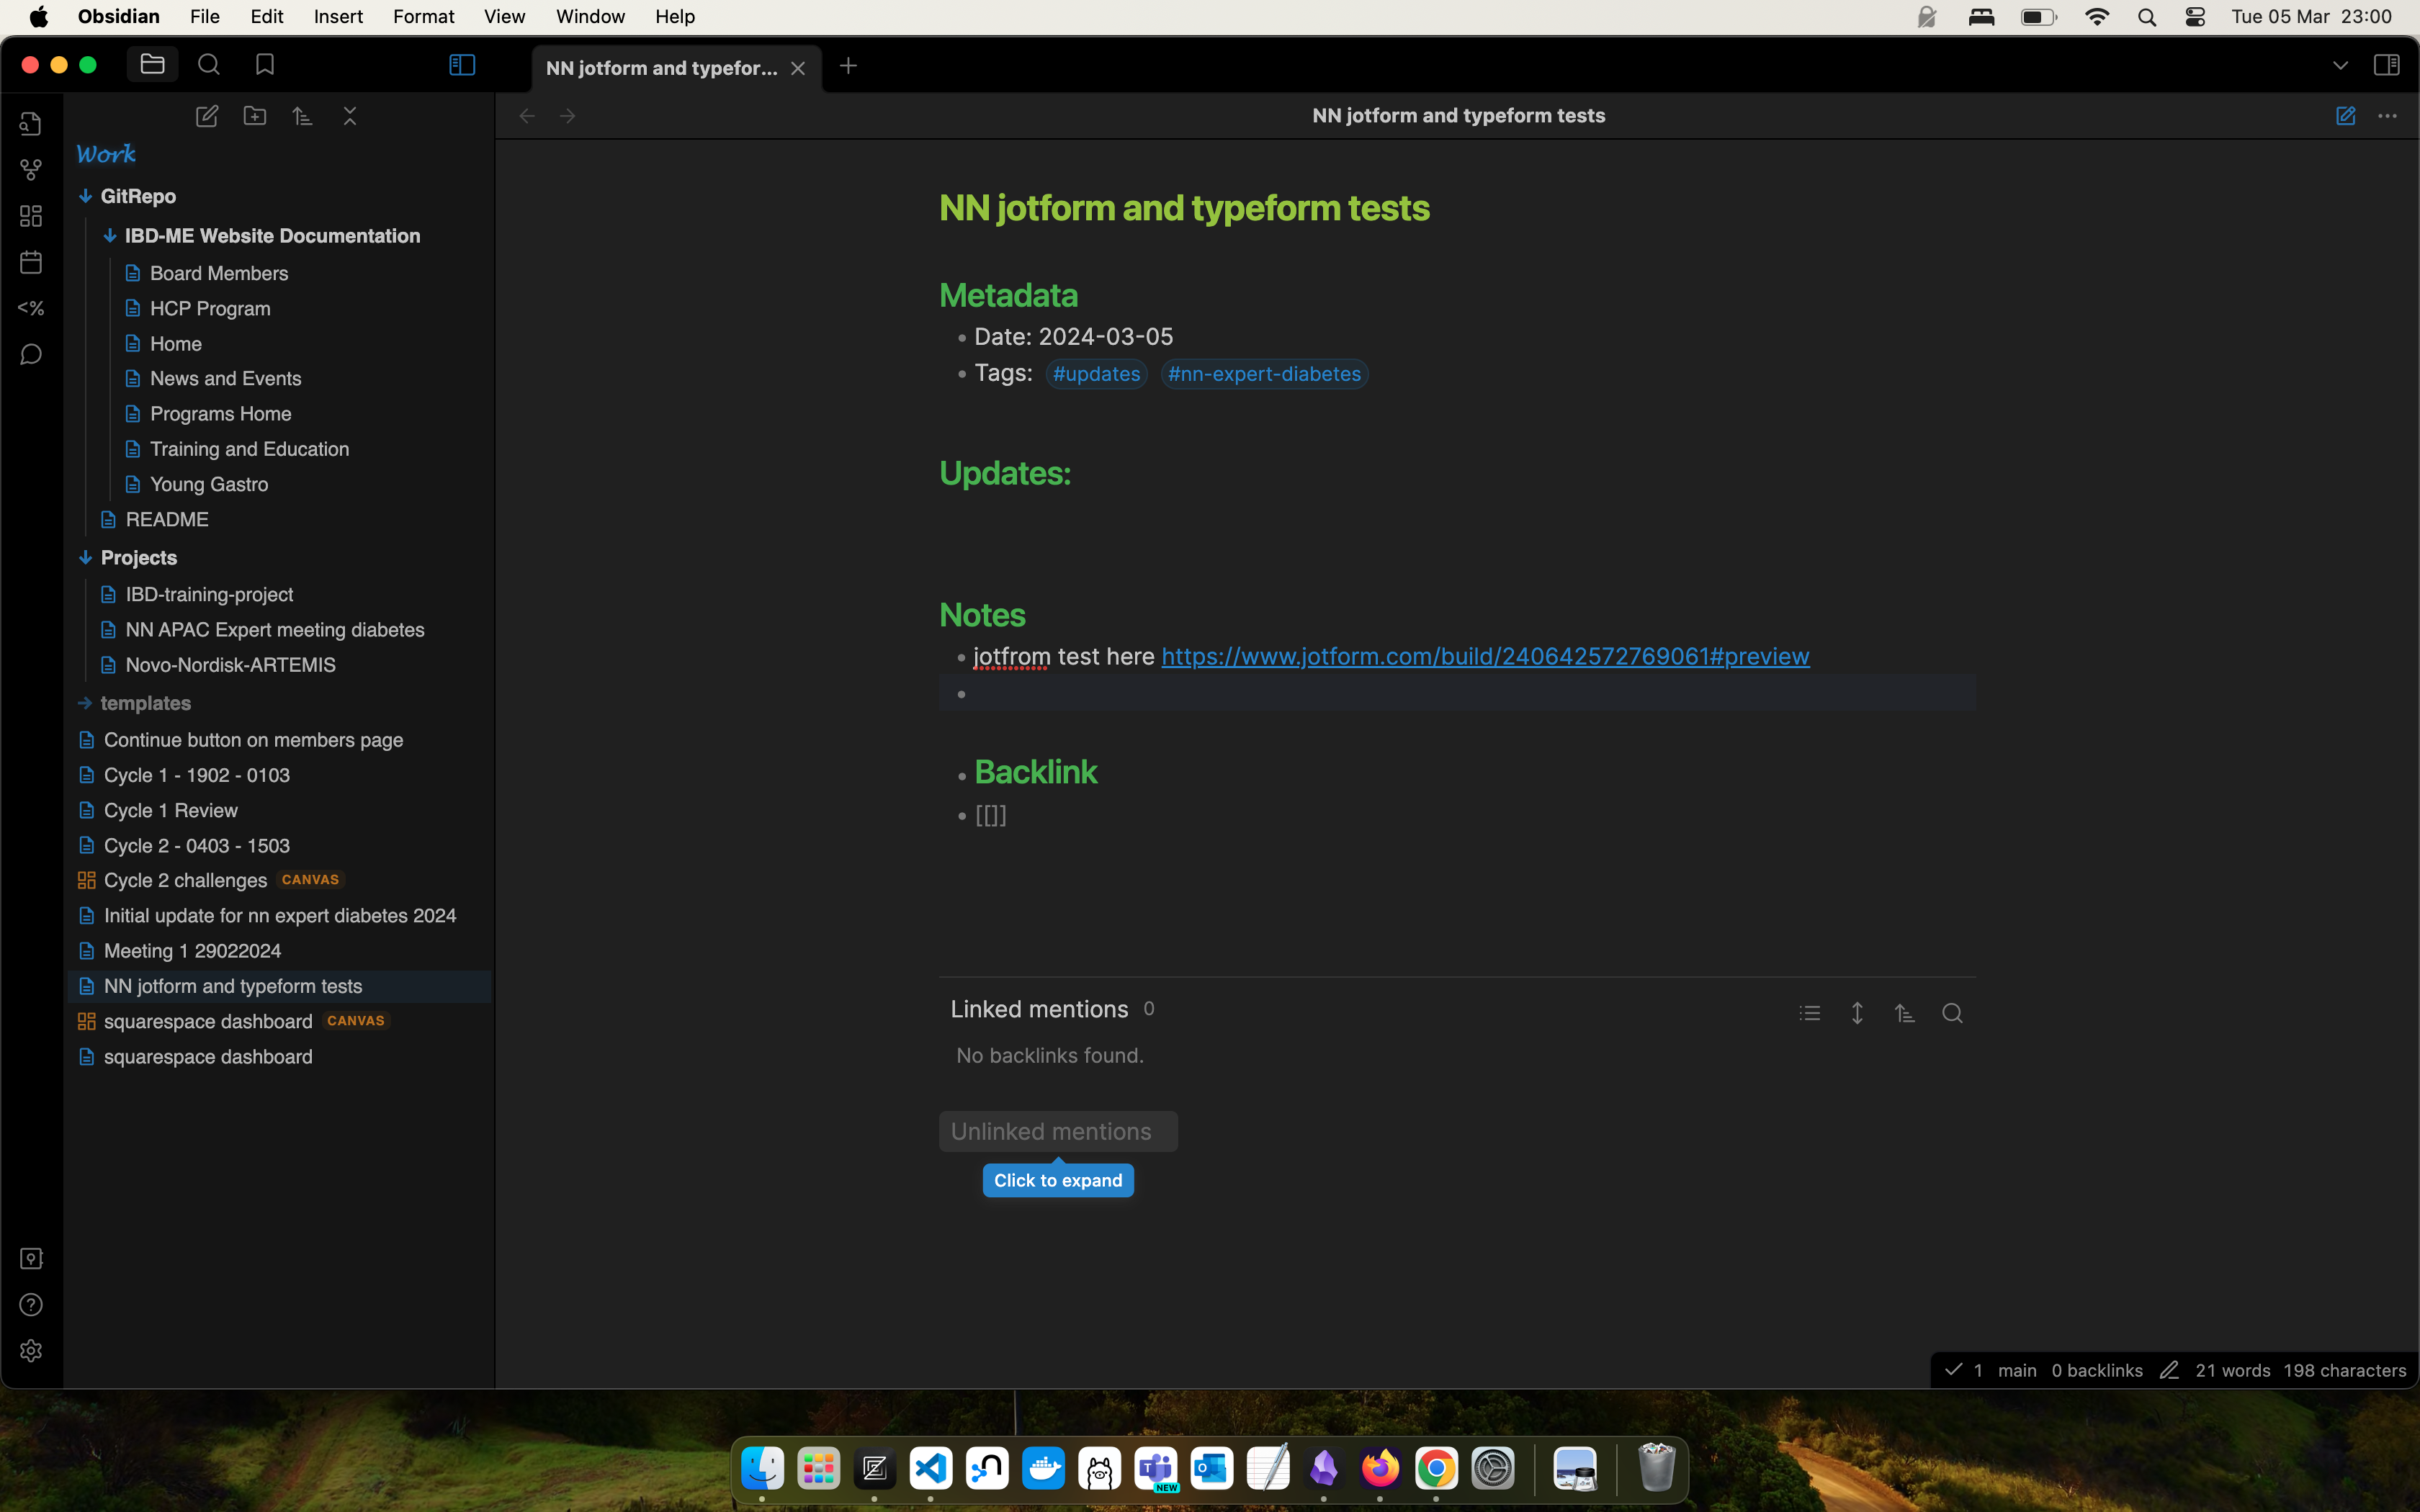 Obsidian File Edit Insert Format View Window Help Tue 05 Mar 23:00
NN jotform and typefor...
NN jotform and typeform tests
Work
GitRepo
IBD-ME Website Documentation
Board Members
HCP Program
Home
News and Events
Programs Home
Training and Education
Young Gastro
README
Projects
IBD-training-project
NN APAC Expert meeting diabetes
Novo-Nordisk-ARTEMIS
templates
Continue button on members page
Cycle 1 - 1902 - 0103
Cycle 1 Review
Cycle 2 - 0403 - 1503
Cycle 2 challenges CANVAS
Initial update for nn expert diabetes 2024
Meeting 1 29022024
NN jotform and typeform tests
squarespace dashboard CANVAS
squarespace dashboard
<%
NN jotform and typeform tests
Metadata
Date: 2024-03-05
Tags: #updates #nn-expert-diabetes
Updates:
Notes
jotfrom test here https://www.jotform.com/build/240642572769061#preview
Backlink
[[]]
Linked mentions 0
No backlinks found.
Unlinked mentions
Click to expand
1 main 0 backlinks 21 words 198 characters
NEW